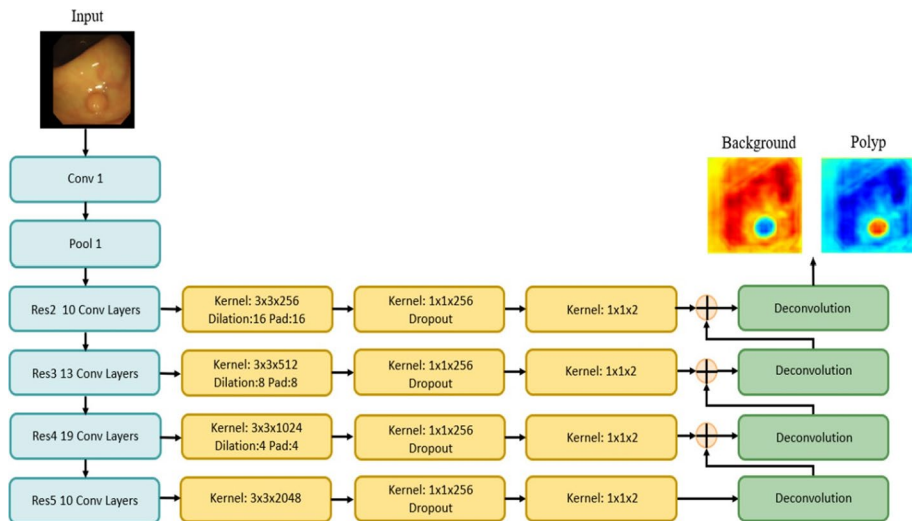 Input
Conv 1
Pool 1
Background
Polyp
Res2 10 Conv Layers
Kernel: 3x3x256
Dilation:16 Pad:16
Kernel: 1x1x256
Dropout
Kernel: 1x1x2
Deconvolution
Res3 13 Conv Layers
Kernel: 3x3x512
Dilation:8 Pad:8
Kernel: 1x1x256
Dropout
Kernel: 1x1x2
Deconvolution
Res4 19 Conv Layers
Kernel: 3x3x1024
Dilation:4 Pad:4
Kernel: 1x1x256
Dropout
Kernel: 1x1x2
Deconvolution
Res5 10 Conv Layers
Kernel: 3x3x2048
Kernel: 1x1x256
Dropout
Kernel: 1x1x2
Deconvolution